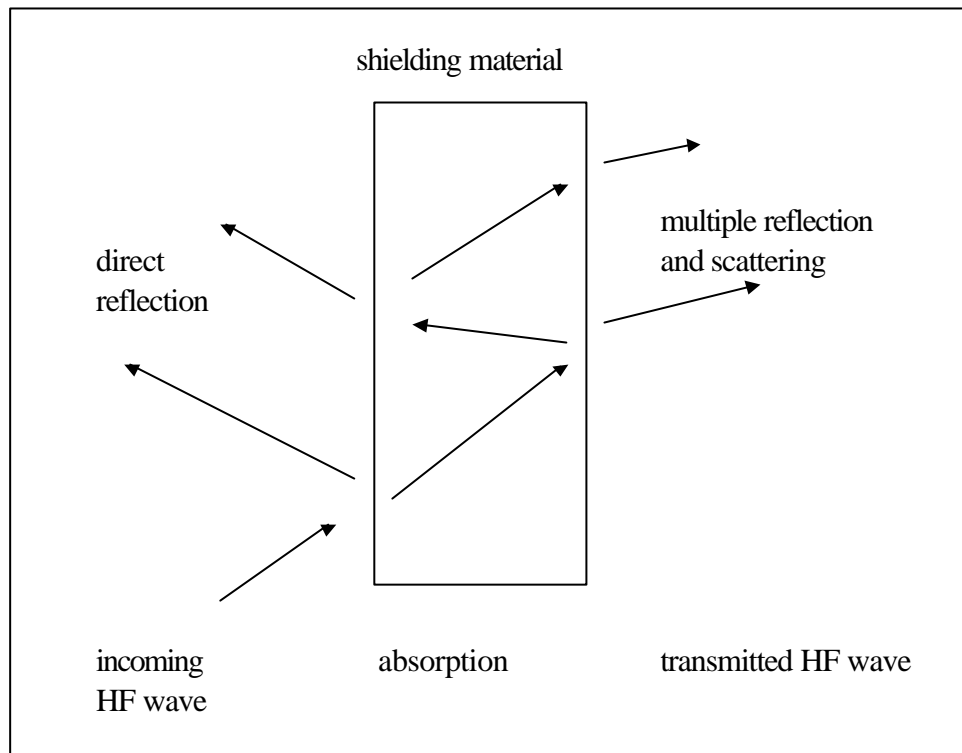 shielding material
direct
reflection
multiple reflection
and scattering
incoming
HF wave
absorption
transmitted HF wave